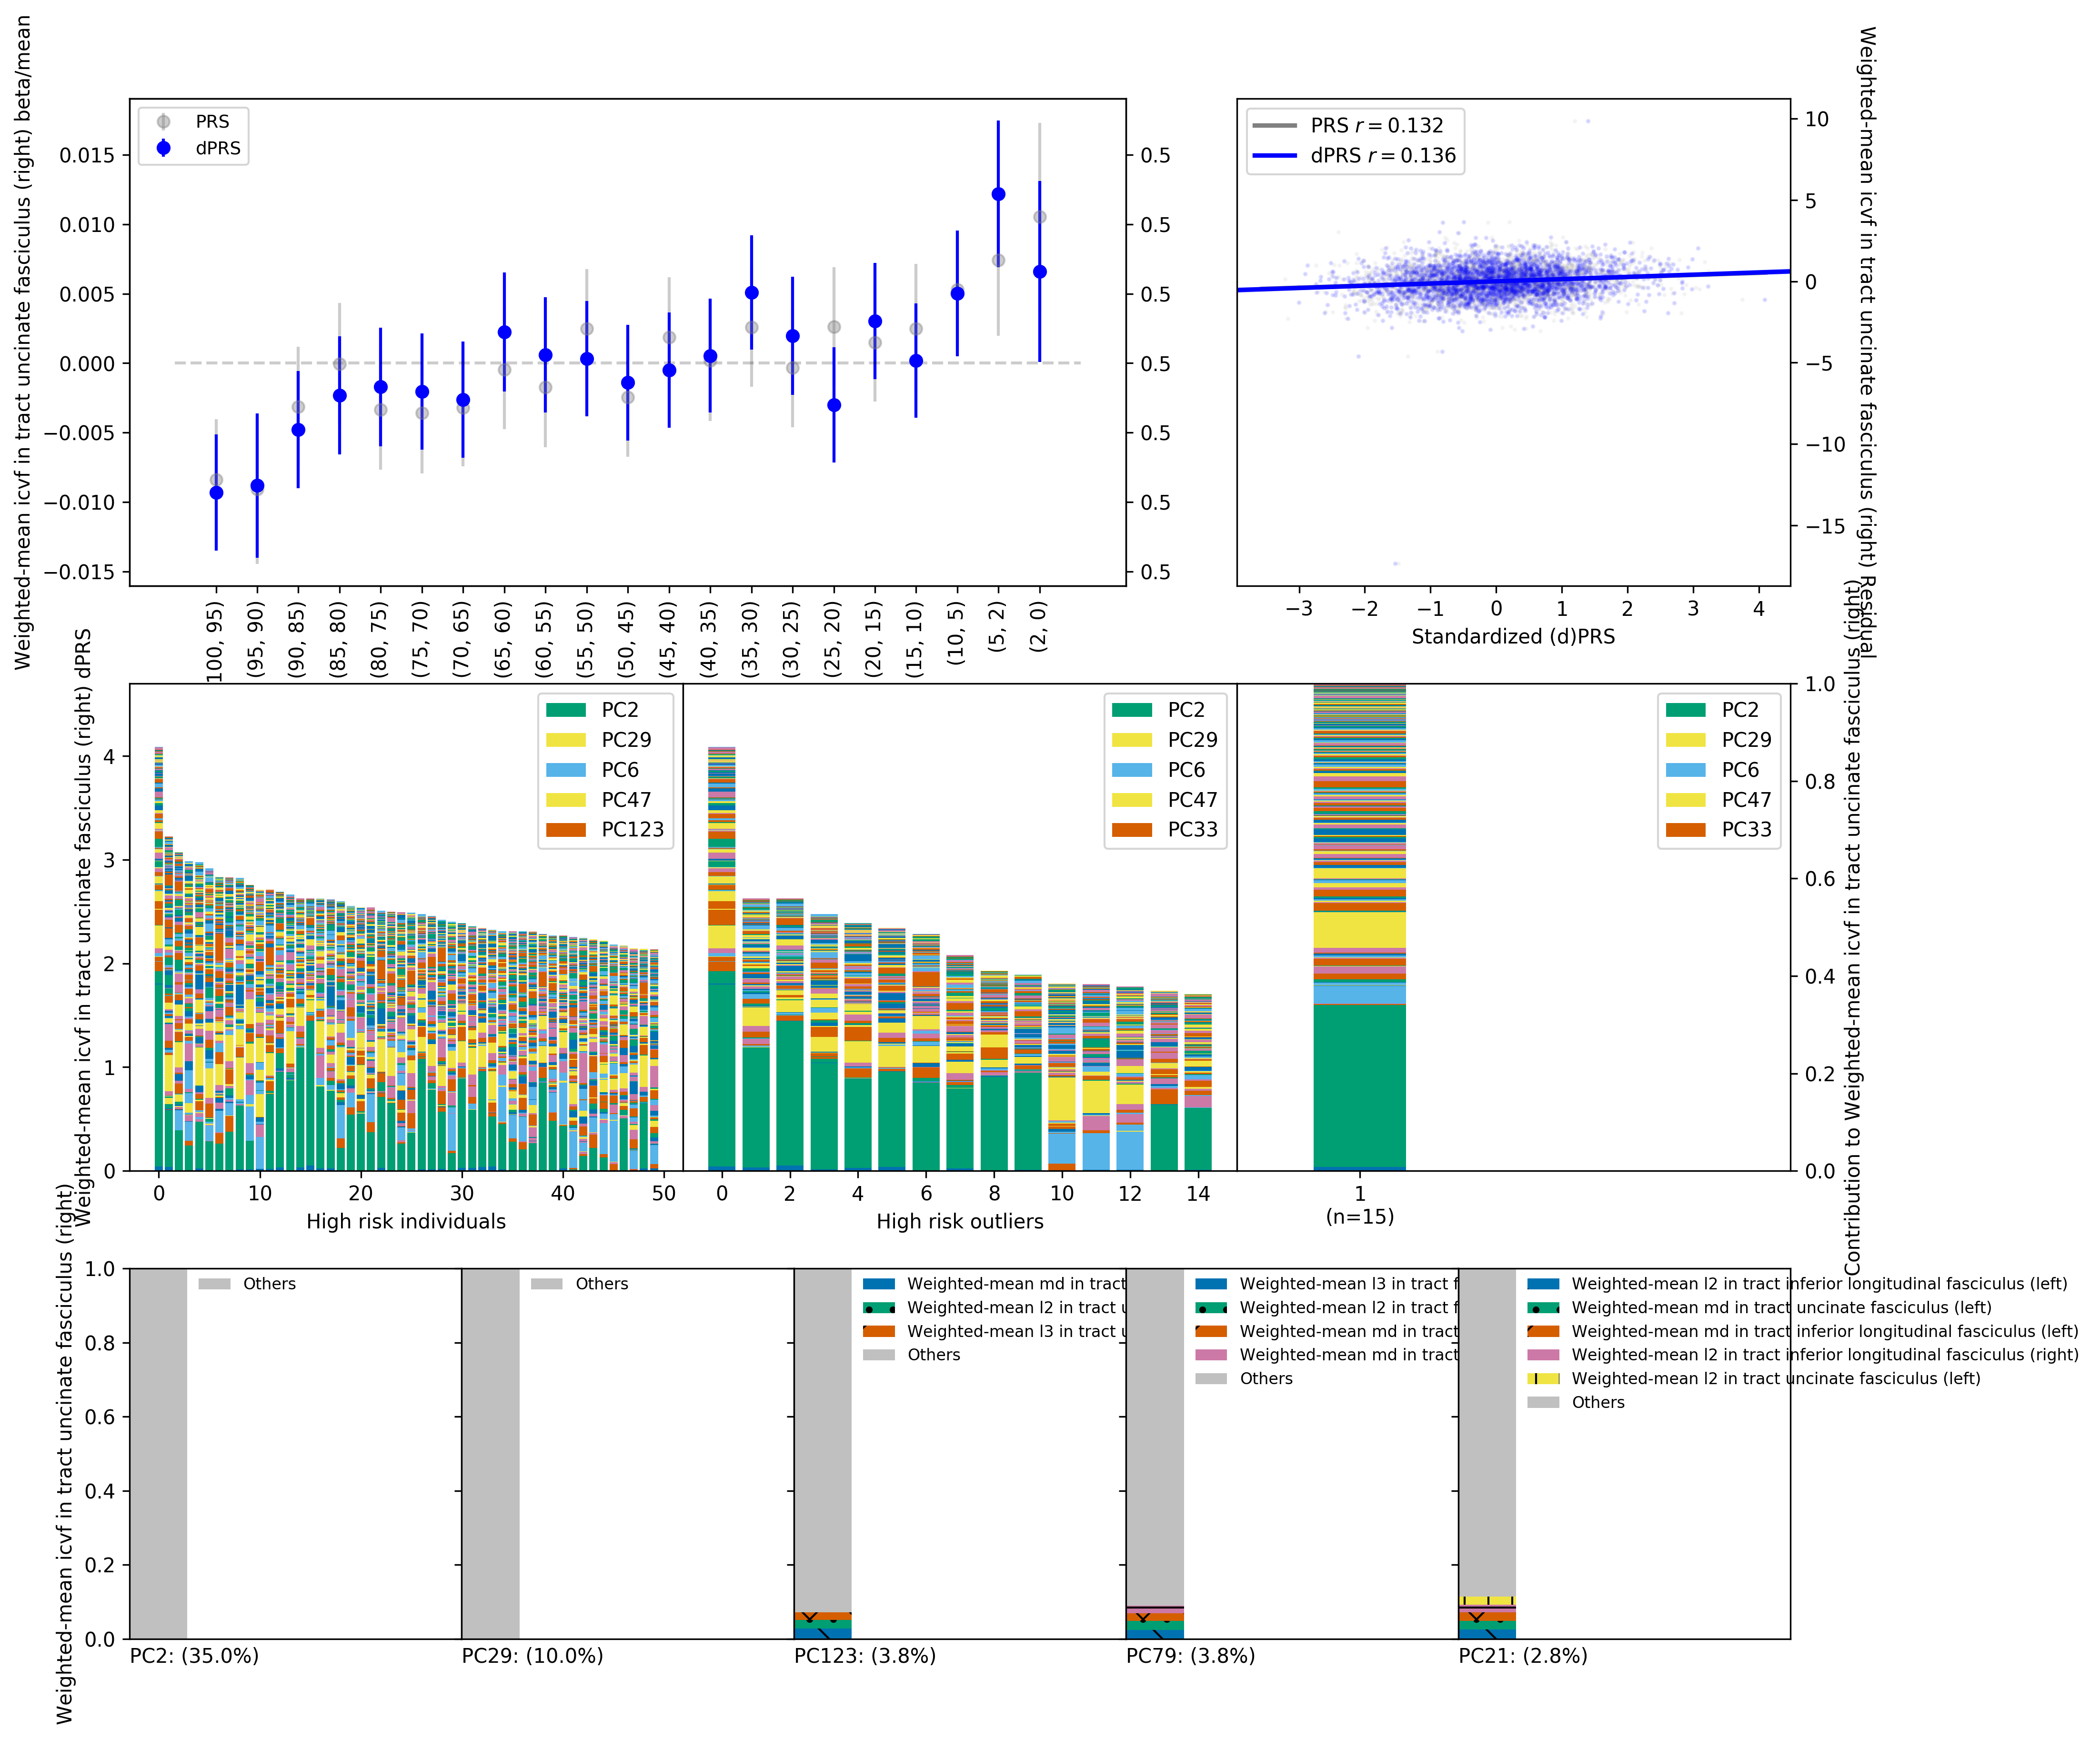 Weighted-mean icvf in tract uncinate fasciculus (right) beta/mean
PRS
dPRS
0.015
0.010
0.005
0.000
−0.005
−0.010
−0.015
0.5
0.5
0.5
0.5
0.5
0.5
0.5
100, 95)
(95, 90)
(90, 85)
(85, 80)
(80, 75)
(75, 70)
(70, 65)
(65, 60)
(60, 55)
(55, 50)
(50, 45)
(45, 40)
(40, 35)
(35, 30)
(30, 25)
(25, 20)
(20, 15)
(15, 10)
(10, 5)
(5, 2)
(2, 0)
PRS r = 0.132
dPRS r = 0.136
10
5
0
−5
−10
−15
−3
−2
−1
0
1
2
3
4
Standardized (d)PRS
Weighted-mean icvf in tract uncinate fasciculus (right) Residual
Weighted-mean icvf in tract uncinate fasciculus (right) dPRS
4
3
2
1
0
PC2
PC29
PC6
PC47
PC123
0
10
20
30
40
50
High risk individuals
PC2
PC29
PC6
PC47
PC33
0
2
4
6
8
10
12
14
High risk outliers
PC2
PC29
PC6
PC47
PC33
1
(n=15)
1.0
0.8
0.6
0.4
0.2
0.0
Contribution to Weighted-mean icvf in tract uncinate fasciculus (right)
Weighted-mean icvf in tract uncinate fasciculus (right)
1.0
0.8
0.6
0.4
0.2
0.0
Others
PC2: (35.0%)
Others
PC29: (10.0%)
Weighted-mean md in tract
Weighted-mean l2 in tract u
Weighted-mean l3 in tract u
Others
PC123: (3.8%)
Weighted-mean l3 in tract f
Weighted-mean l2 in tract f
Weighted-mean md in tract
Weighted-mean md in tract
Others
PC79: (3.8%)
Weighted-mean l2 in tract inferior longitudinal fasciculus (left)
Weighted-mean md in tract uncinate fasciculus (left)
Weighted-mean md in tract inferior longitudinal fasciculus (left)
Weighted-mean l2 in tract inferior longitudinal fasciculus (right)
Weighted-mean l2 in tract uncinate fasciculus (left)
Others
PC21: (2.8%)